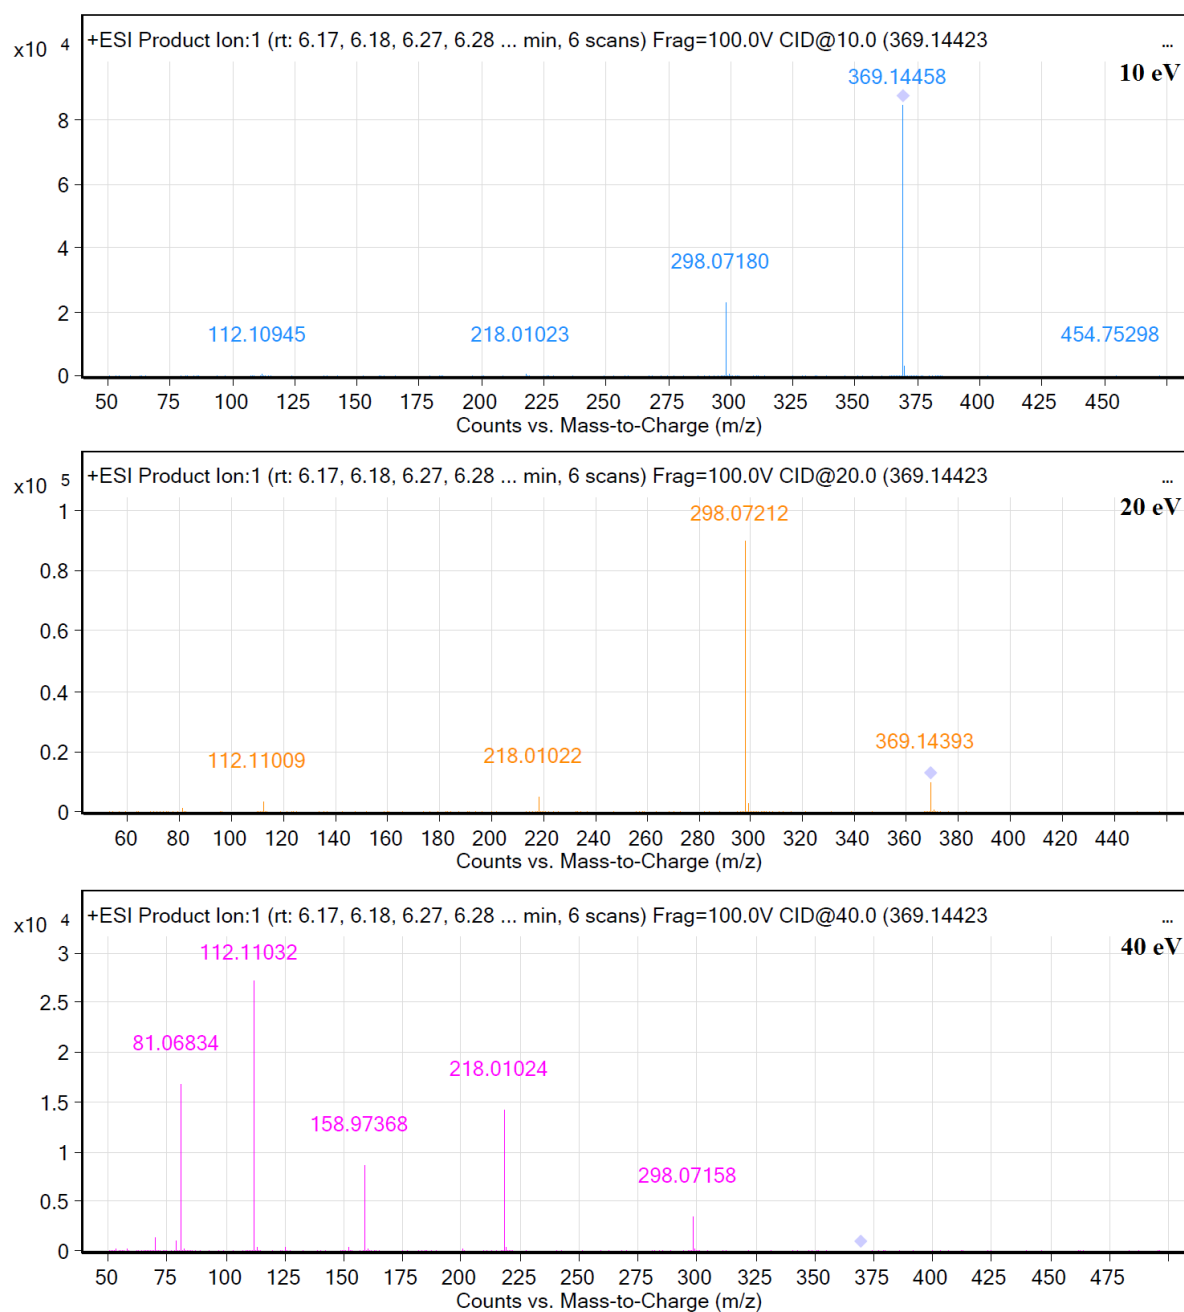 x10 4
+ESI Product Ion:1 (rt: 6.17, 6.18, 6.27, 6.28 ... min, 6 scans) Frag=100.0V CID@10.0 (369.14423 ...
10 eV
369.14458
8
6
4
298.07180
2
112.10945 218.01023 454.75298
0
50 75 100 125 150 175 200 225 250 275 300 325 350 375 400 425 450
Counts vs. Mass-to-Charge (m/z)
x10 5
+ESI Product Ion:1 (rt: 6.17, 6.18, 6.27, 6.28 ... min, 6 scans) Frag=100.0V CID@20.0 (369.14423 ...
20 eV
1
298.07212
0.8
0.6
0.4
369.14393
0.2
112.11009 218.01022
0
60 80 100 120 140 160 180 200 220 240 260 280 300 320 340 360 380 400 420 440
Counts vs. Mass-to-Charge (m/z)
x10 4
+ESI Product Ion:1 (rt: 6.17, 6.18, 6.27, 6.28 ... min, 6 scans) Frag=100.0V CID@40.0 (369.14423 ...
40 eV
3
112.11032
2.5
81.06834
2
218.01024
1.5
158.97368
1
298.07158
0.5
0
50 75 100 125 150 175 200 225 250 275 300 325 350 375 400 425 450 475
Counts vs. Mass-to-Charge (m/z)